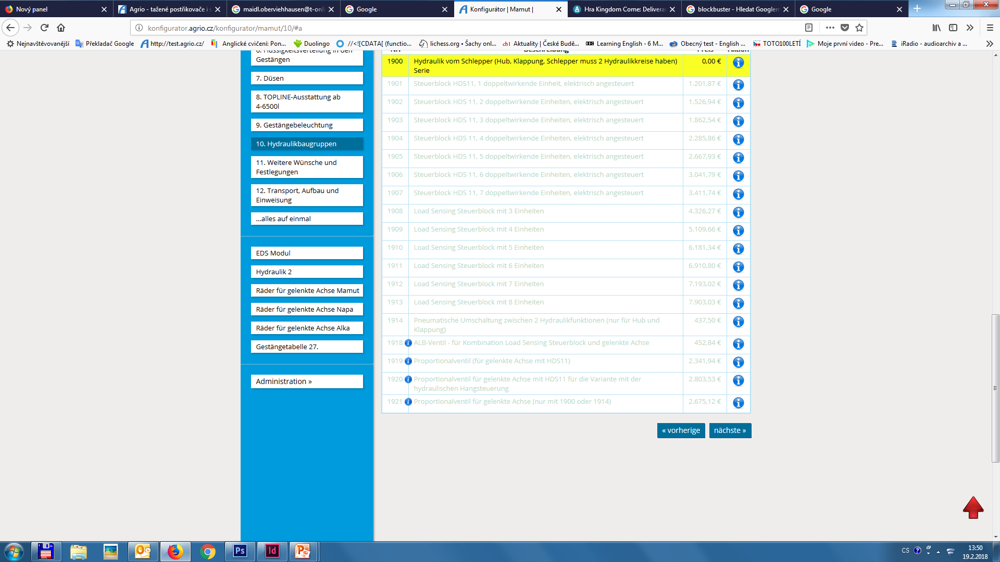 Nový panel
Agrio - tažené postřikovače i s
maidl.oberviehhausen@t-onli
Google
Konfigurátor | Mamut |
Hra Kingdom Come: Deliveran
blockbuster - Hledat Googlem
Google
konfigurator.agrio.cz/konfigurator/mamut/10/#a
Nejnavštěvovanější
Překladač Google
http://test.agrio.cz/
Anglické cvičení: Pon...
Duolingo
//<![CDATA[ (functio...
lichess.org • Šachy onl...
cb1 Aktuality | České Budě...
BBC Learning English - 6 M...
Obecný test - English ...
TOTO100LETÍ
Moje první video - Pre...
iRadio - audioarchiv a ...
Gestängen
7. Düsen
8. TOPLINE-Ausstattung ab
4-6500l
9. Gestängebeleuchtung
10. Hydraulikbaugruppen
11. Weitere Wünsche und
Festlegungen
12. Transport, Aufbau und
Einweisung
...alles auf einmal
EDS Modul
Hydraulik 2
Räder für gelenkte Achse Mamut
Räder für gelenkte Achse Napa
Räder für gelenkte Achse Alka
Gestängetabelle 27.
Administration »
1900 Hydraulik vom Schlepper (Hub, Klappung, Schlepper muss 2 Hydraulikkreise haben) 0,00 €
Serie
1901 Steuerblock HDS11, 1 doppeltwirkende Einheit, elektrisch angesteuert 1.201,87 €
1902 Steuerblock HDS 11, 2 doppeltwirkende Einheiten, elektrisch angesteuert 1.526,94 €
1903 Steuerblock HDS 11, 3 doppeltwirkende Einheiten, elektrisch angesteuert 1.862,54 €
1904 Steuerblock HDS 11, 4 doppeltwirkende Einheiten, elektrisch angesteuert 2.285,86 €
1905 Steuerblock HDS 11, 5 doppeltwirkende Einheiten, elektrisch angesteuert 2.667,93 €
1906 Steuerblock HDS 11, 6 doppeltwirkende Einheiten, elektrisch angesteuert 3.041,79 €
1907 Steuerblock HDS 11, 7 doppeltwirkende Einheiten, elektrisch angesteuert 3.411,74 €
1908 Load Sensing Steuerblock mit 3 Einheiten 4.326,27 €
1909 Load Sensing Steuerblock mit 4 Einheiten 5.109,66 €
1910 Load Sensing Steuerblock mit 5 Einheiten 6.181,34 €
1911 Load Sensing Steuerblock mit 6 Einheiten 6.910,80 €
1912 Load Sensing Steuerblock mit 7 Einheiten 7.193,02 €
1913 Load Sensing Steuerblock mit 8 Einheiten 7.903,03 €
1914 Pneumatische Umschaltung zwischen 2 Hydraulikfunktionen (nur für Hub und 437,50 €
Klappung)
1918 ALB-Ventil - für Kombination Load Sensing Steuerblock und gelenkte Achse 452,84 €
1919 Proportionalventil (für gelenkte Achse mit HDS11) 2.341,94 €
1920 Proportionalventil für gelenkte Achse mit HDS11 für die Variante mit der 2.803,53 €
hydraulischen Hangsteuerung
1921 Proportionalventil für gelenkte Achse (nur mit 1900 oder 1914) 2.675,12 €
« vorherige
nächste »
CS
13:50
19.2.2018